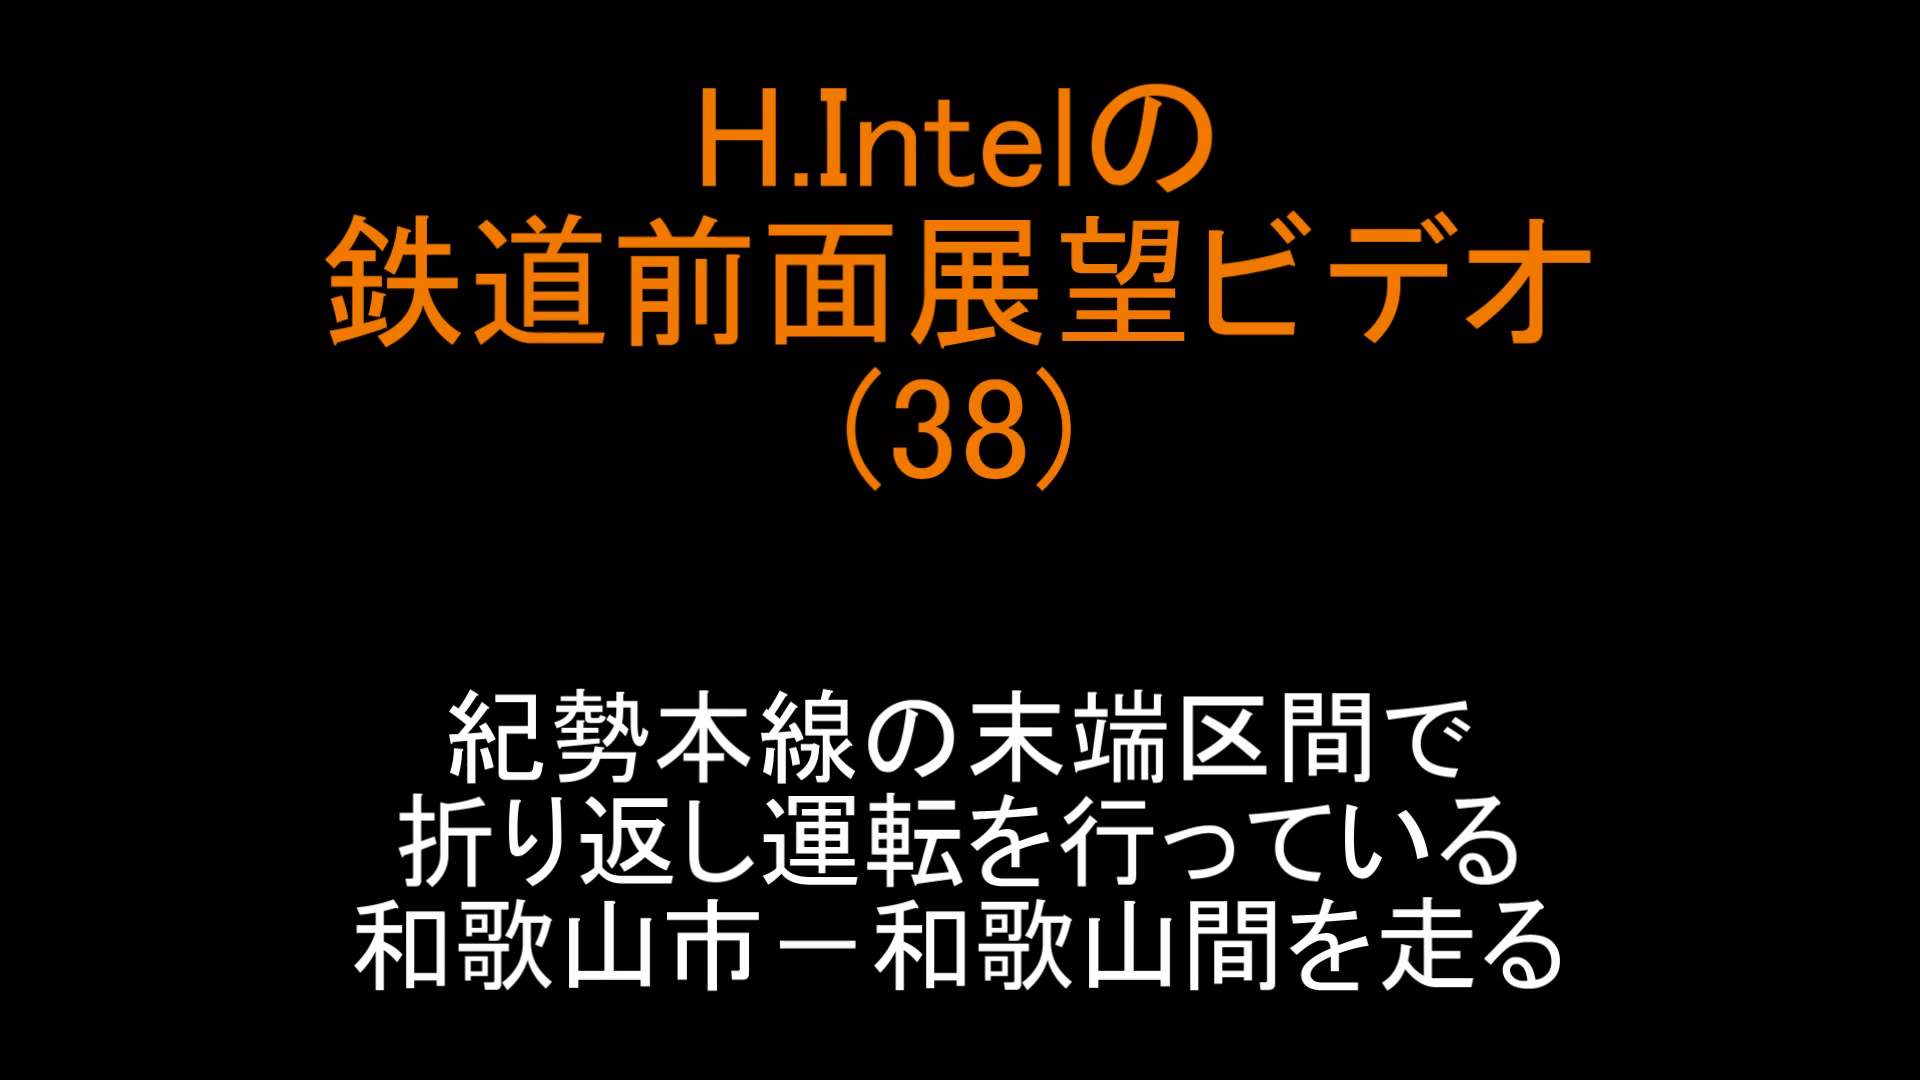 H.Intelの
鉄道前面展望ビデオ
（38）
紀勢本線の末端区間で
折り返し運転を行っている
和歌山市－和歌山間を走る